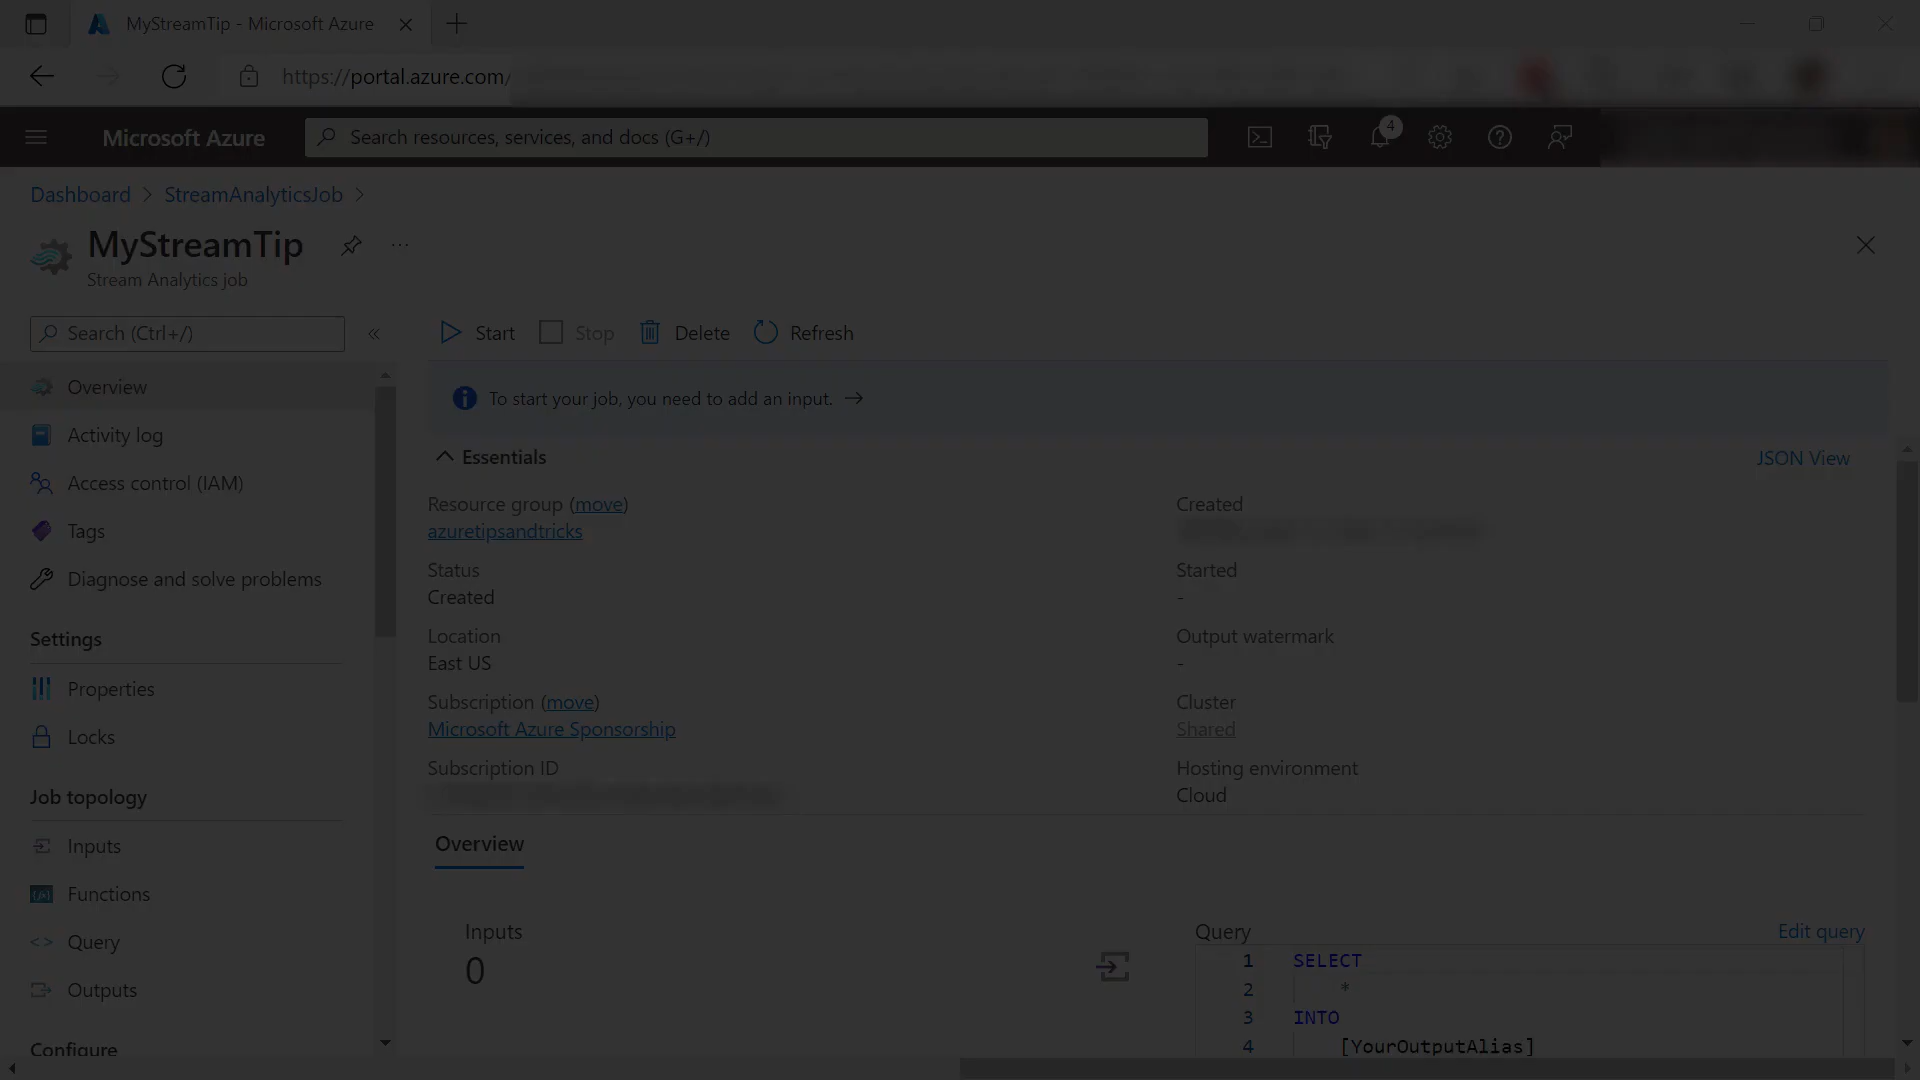 MyStreamTip - Microsoft Azure
https://portal.azure.com/
Microsoft Azure
Search resources, services, and docs (G+/)
4
Dashboard > StreamAnalyticsJob >
MyStreamTip
Stream Analytics job
Search (Ctrl+/)
«
Start
Stop
Delete
Refresh
Overview
Activity log
Access control (IAM)
Tags
Diagnose and solve problems
Settings
Properties
Locks
Job topology
Inputs
Functions
Query
Outputs
Configure
To start your job, you need to add an input. →
Essentials
JSON View
Resource group (move)
azuretipsandtricks
Status
Created
Location
East US
Subscription (move)
Microsoft Azure Sponsorship
Subscription ID
Created
Started
-
Output watermark
-
Cluster
Shared
Hosting environment
Cloud
Overview
Inputs
0
Query
Edit query
1 SELECT
2 *
3 INTO
4 [YourOutputAlias]